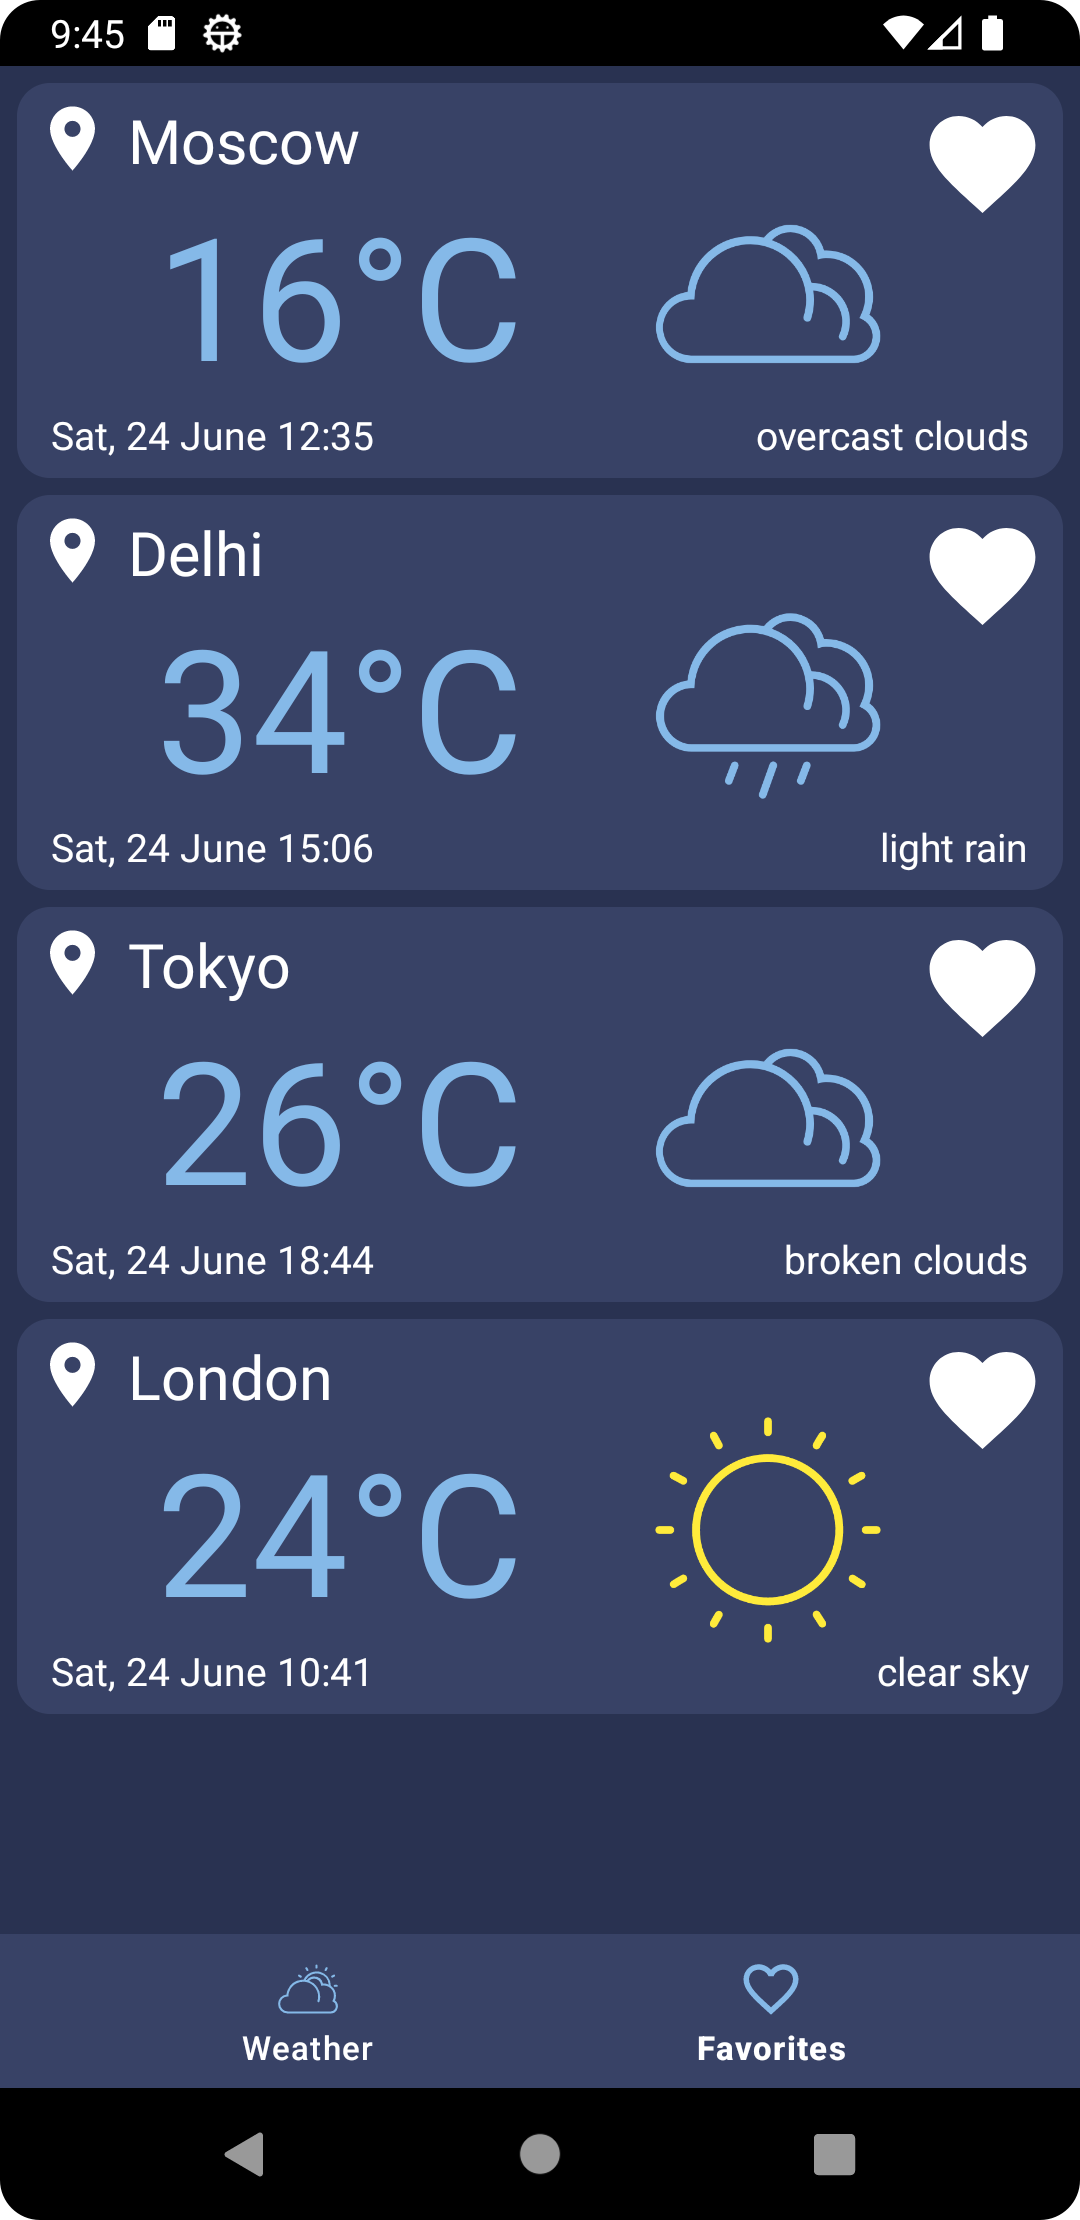 9:45
Moscow
16°C
Sat, 24 June 12:35
overcast clouds
Delhi
34°C
Sat, 24 June 15:06
light rain
Tokyo
26°C
Sat, 24 June 18:44
broken clouds
London
24°C
Sat, 24 June 10:41
clear sky
Weather
Favorites